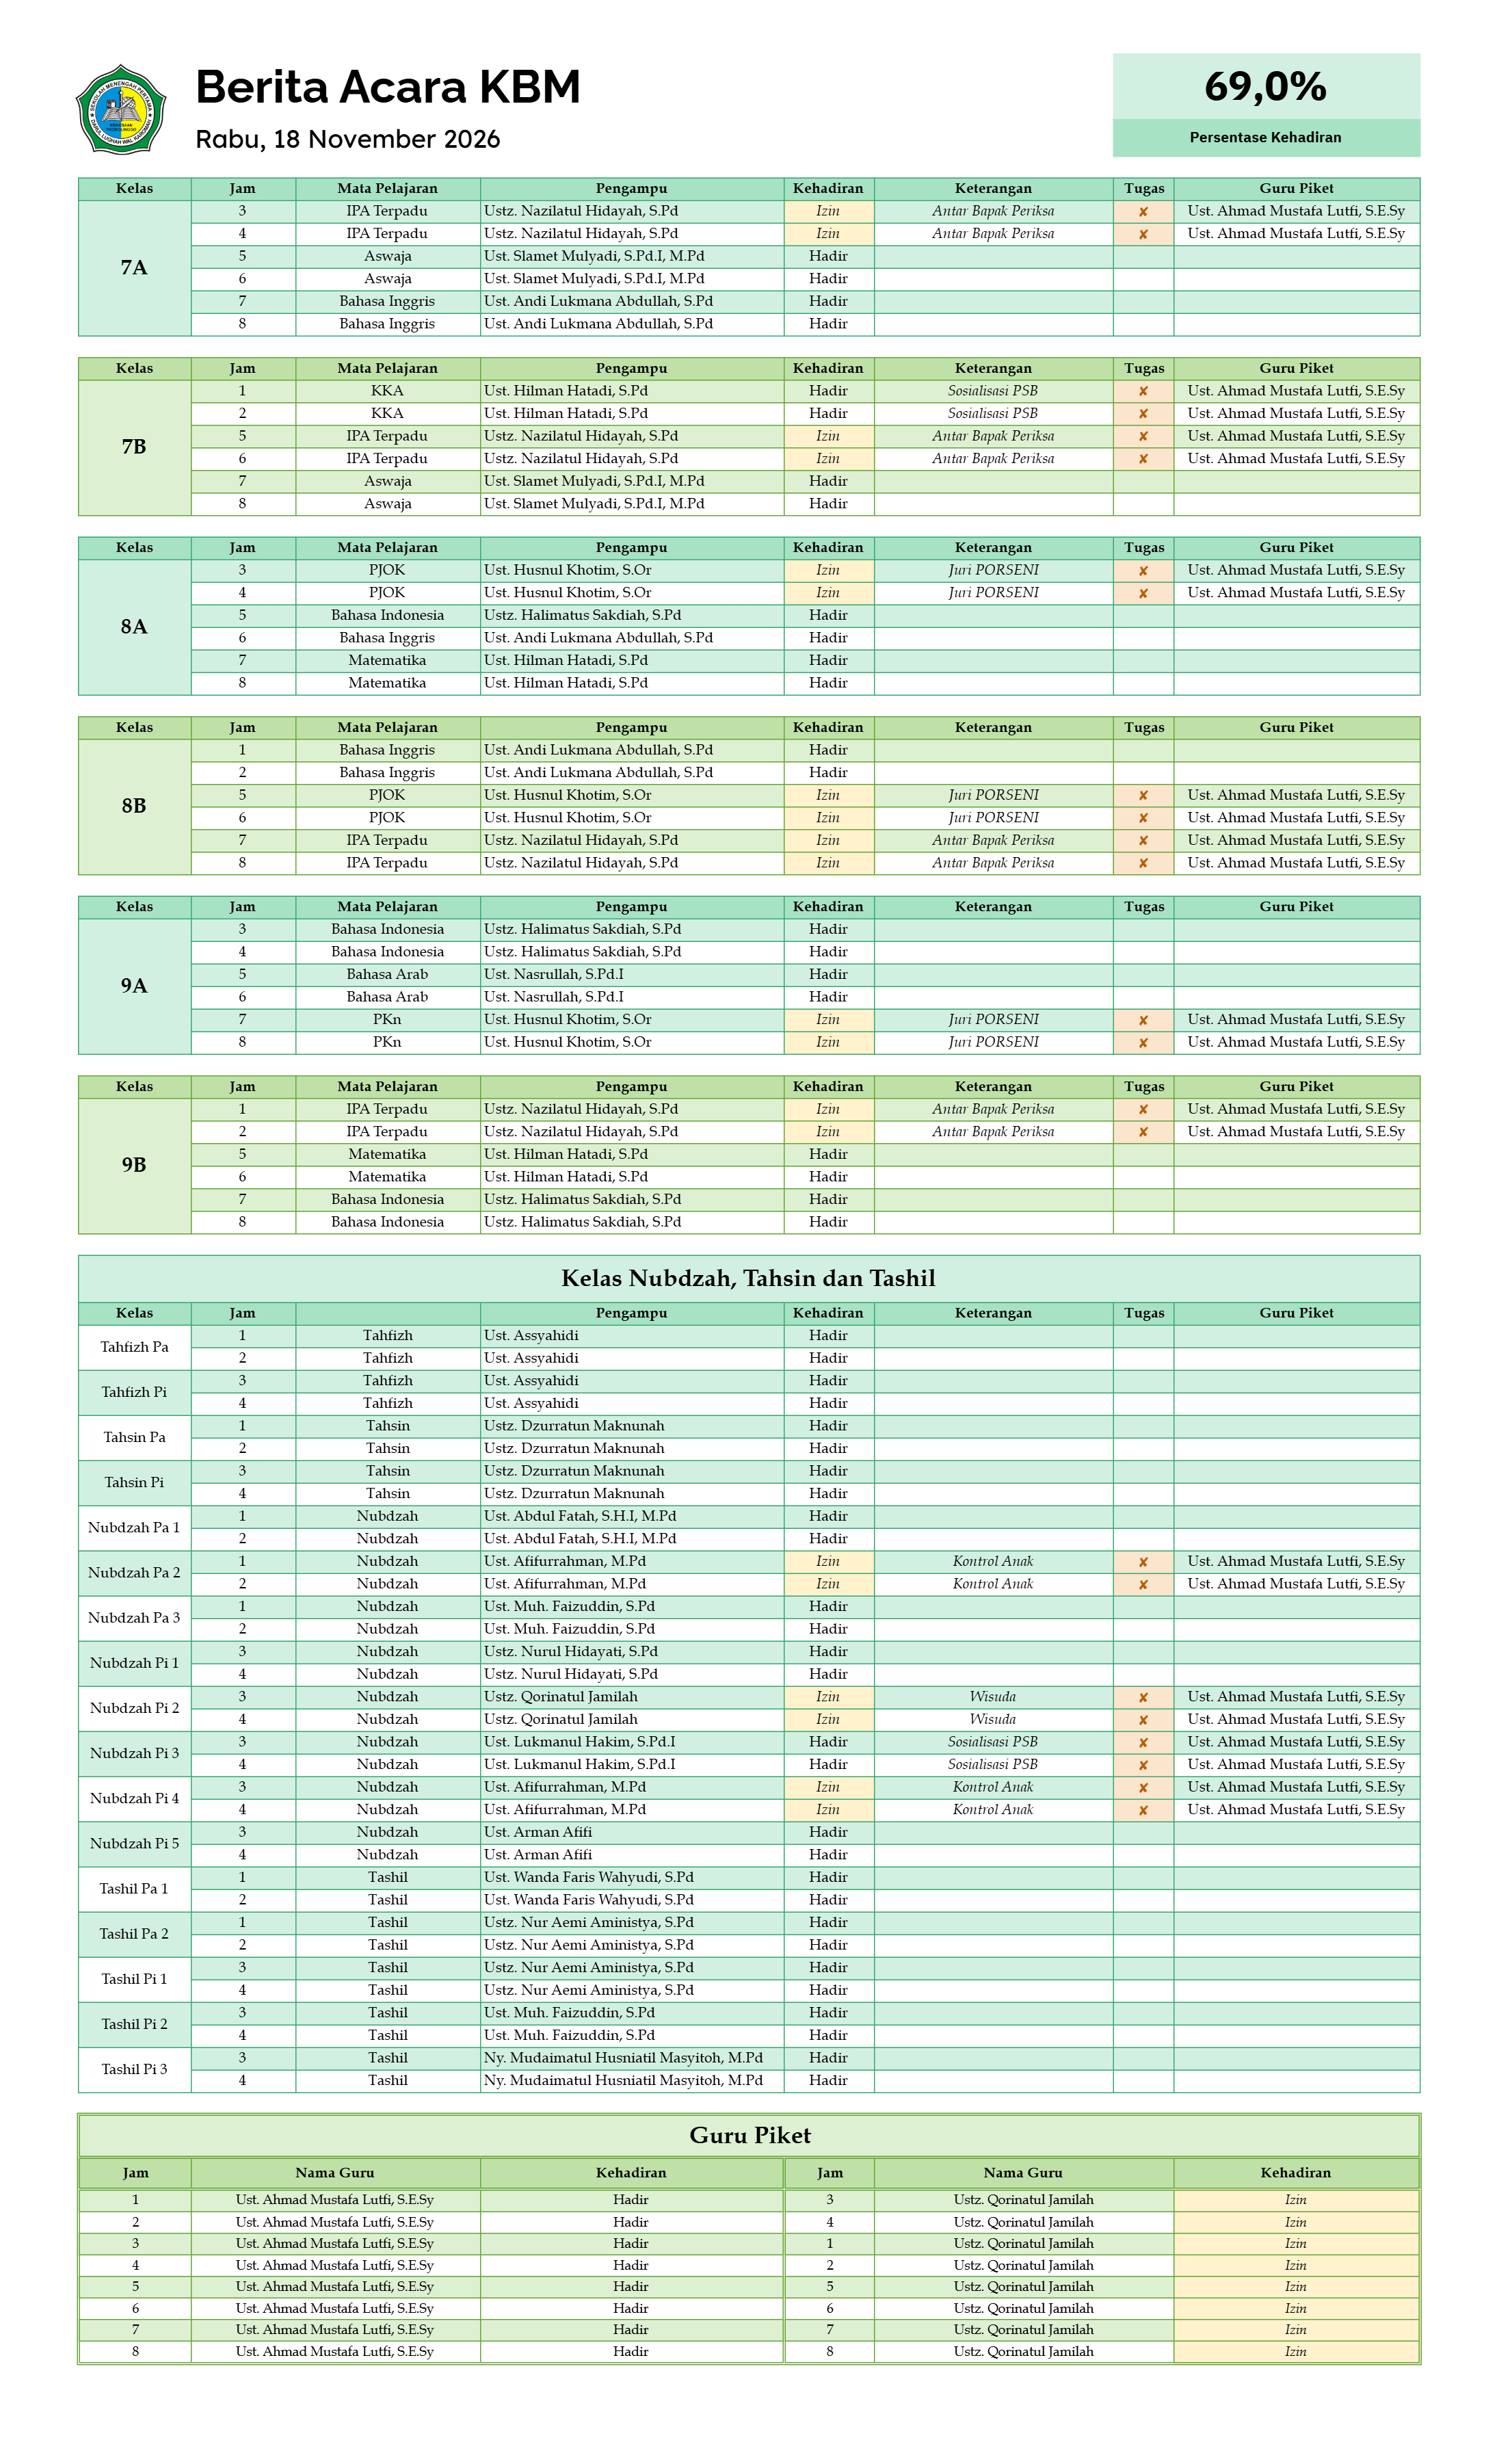 Berita Acara KBM
Rabu, 18 November 2026
69,0%
Persentase Kehadiran
SEKOLAH MENENGAH PERTAMA
DARUL LUGHAH WAL KAROMAH
KRAKSAAN
PROBOLINGGO
Kelas Jam Mata Pelajaran Pengampu Kehadiran Keterangan Tugas Guru Piket
7A
3 IPA Terpadu Ustz. Nazilatul Hidayah, S.Pd Izin Antar Bapak Periksa ✘ Ust. Ahmad Mustafa Lutfi, S.E.Sy
4 IPA Terpadu Ustz. Nazilatul Hidayah, S.Pd Izin Antar Bapak Periksa ✘ Ust. Ahmad Mustafa Lutfi, S.E.Sy
5 Aswaja Ust. Slamet Mulyadi, S.Pd.I, M.Pd Hadir
6 Aswaja Ust. Slamet Mulyadi, S.Pd.I, M.Pd Hadir
7 Bahasa Inggris Ust. Andi Lukmana Abdullah, S.Pd Hadir
8 Bahasa Inggris Ust. Andi Lukmana Abdullah, S.Pd Hadir
Kelas Jam Mata Pelajaran Pengampu Kehadiran Keterangan Tugas Guru Piket
7B
1 KKA Ust. Hilman Hatadi, S.Pd Hadir Sosialisasi PSB ✘ Ust. Ahmad Mustafa Lutfi, S.E.Sy
2 KKA Ust. Hilman Hatadi, S.Pd Hadir Sosialisasi PSB ✘ Ust. Ahmad Mustafa Lutfi, S.E.Sy
5 IPA Terpadu Ustz. Nazilatul Hidayah, S.Pd Izin Antar Bapak Periksa ✘ Ust. Ahmad Mustafa Lutfi, S.E.Sy
6 IPA Terpadu Ustz. Nazilatul Hidayah, S.Pd Izin Antar Bapak Periksa ✘ Ust. Ahmad Mustafa Lutfi, S.E.Sy
7 Aswaja Ust. Slamet Mulyadi, S.Pd.I, M.Pd Hadir
8 Aswaja Ust. Slamet Mulyadi, S.Pd.I, M.Pd Hadir
Kelas Jam Mata Pelajaran Pengampu Kehadiran Keterangan Tugas Guru Piket
8A
3 PJOK Ust. Husnul Khotim, S.Or Izin Juri PORSENI ✘ Ust. Ahmad Mustafa Lutfi, S.E.Sy
4 PJOK Ust. Husnul Khotim, S.Or Izin Juri PORSENI ✘ Ust. Ahmad Mustafa Lutfi, S.E.Sy
5 Bahasa Indonesia Ustz. Halimatus Sakdiah, S.Pd Hadir
6 Bahasa Inggris Ust. Andi Lukmana Abdullah, S.Pd Hadir
7 Matematika Ust. Hilman Hatadi, S.Pd Hadir
8 Matematika Ust. Hilman Hatadi, S.Pd Hadir
Kelas Jam Mata Pelajaran Pengampu Kehadiran Keterangan Tugas Guru Piket
8B
1 Bahasa Inggris Ust. Andi Lukmana Abdullah, S.Pd Hadir
2 Bahasa Inggris Ust. Andi Lukmana Abdullah, S.Pd Hadir
5 PJOK Ust. Husnul Khotim, S.Or Izin Juri PORSENI ✘ Ust. Ahmad Mustafa Lutfi, S.E.Sy
6 PJOK Ust. Husnul Khotim, S.Or Izin Juri PORSENI ✘ Ust. Ahmad Mustafa Lutfi, S.E.Sy
7 IPA Terpadu Ustz. Nazilatul Hidayah, S.Pd Izin Antar Bapak Periksa ✘ Ust. Ahmad Mustafa Lutfi, S.E.Sy
8 IPA Terpadu Ustz. Nazilatul Hidayah, S.Pd Izin Antar Bapak Periksa ✘ Ust. Ahmad Mustafa Lutfi, S.E.Sy
Kelas Jam Mata Pelajaran Pengampu Kehadiran Keterangan Tugas Guru Piket
9A
3 Bahasa Indonesia Ustz. Halimatus Sakdiah, S.Pd Hadir
4 Bahasa Indonesia Ustz. Halimatus Sakdiah, S.Pd Hadir
5 Bahasa Arab Ust. Nasrullah, S.Pd.I Hadir
6 Bahasa Arab Ust. Nasrullah, S.Pd.I Hadir
7 PKn Ust. Husnul Khotim, S.Or Izin Juri PORSENI ✘ Ust. Ahmad Mustafa Lutfi, S.E.Sy
8 PKn Ust. Husnul Khotim, S.Or Izin Juri PORSENI ✘ Ust. Ahmad Mustafa Lutfi, S.E.Sy
Kelas Jam Mata Pelajaran Pengampu Kehadiran Keterangan Tugas Guru Piket
9B
1 IPA Terpadu Ustz. Nazilatul Hidayah, S.Pd Izin Antar Bapak Periksa ✘ Ust. Ahmad Mustafa Lutfi, S.E.Sy
2 IPA Terpadu Ustz. Nazilatul Hidayah, S.Pd Izin Antar Bapak Periksa ✘ Ust. Ahmad Mustafa Lutfi, S.E.Sy
5 Matematika Ust. Hilman Hatadi, S.Pd Hadir
6 Matematika Ust. Hilman Hatadi, S.Pd Hadir
7 Bahasa Indonesia Ustz. Halimatus Sakdiah, S.Pd Hadir
8 Bahasa Indonesia Ustz. Halimatus Sakdiah, S.Pd Hadir
Kelas Nubdzah, Tahsin dan Tashil
Kelas Jam Pengampu Kehadiran Keterangan Tugas Guru Piket
Tahfizh Pa
1 Tahfizh Ust. Assyahidi Hadir
2 Tahfizh Ust. Assyahidi Hadir
Tahfizh Pi
3 Tahfizh Ust. Assyahidi Hadir
4 Tahfizh Ust. Assyahidi Hadir
Tahsin Pa
1 Tahsin Ustz. Dzurratun Maknunah Hadir
2 Tahsin Ustz. Dzurratun Maknunah Hadir
Tahsin Pi
3 Tahsin Ustz. Dzurratun Maknunah Hadir
4 Tahsin Ustz. Dzurratun Maknunah Hadir
Nubdzah Pa 1
1 Nubdzah Ust. Abdul Fatah, S.H.I, M.Pd Hadir
2 Nubdzah Ust. Abdul Fatah, S.H.I, M.Pd Hadir
Nubdzah Pa 2
1 Nubdzah Ust. Afifurrahman, M.Pd Izin Kontrol Anak ✘ Ust. Ahmad Mustafa Lutfi, S.E.Sy
2 Nubdzah Ust. Afifurrahman, M.Pd Izin Kontrol Anak ✘ Ust. Ahmad Mustafa Lutfi, S.E.Sy
Nubdzah Pa 3
1 Nubdzah Ust. Muh. Faizuddin, S.Pd Hadir
2 Nubdzah Ust. Muh. Faizuddin, S.Pd Hadir
Nubdzah Pi 1
3 Nubdzah Ustz. Nurul Hidayati, S.Pd Hadir
4 Nubdzah Ustz. Nurul Hidayati, S.Pd Hadir
Nubdzah Pi 2
3 Nubdzah Ustz. Qorinatul Jamilah Izin Wisuda ✘ Ust. Ahmad Mustafa Lutfi, S.E.Sy
4 Nubdzah Ustz. Qorinatul Jamilah Izin Wisuda ✘ Ust. Ahmad Mustafa Lutfi, S.E.Sy
Nubdzah Pi 3
3 Nubdzah Ust. Lukmanul Hakim, S.Pd.I Hadir Sosialisasi PSB ✘ Ust. Ahmad Mustafa Lutfi, S.E.Sy
4 Nubdzah Ust. Lukmanul Hakim, S.Pd.I Hadir Sosialisasi PSB ✘ Ust. Ahmad Mustafa Lutfi, S.E.Sy
Nubdzah Pi 4
3 Nubdzah Ust. Afifurrahman, M.Pd Izin Kontrol Anak ✘ Ust. Ahmad Mustafa Lutfi, S.E.Sy
4 Nubdzah Ust. Afifurrahman, M.Pd Izin Kontrol Anak ✘ Ust. Ahmad Mustafa Lutfi, S.E.Sy
Nubdzah Pi 5
3 Nubdzah Ust. Arman Afifi Hadir
4 Nubdzah Ust. Arman Afifi Hadir
Tashil Pa 1
1 Tashil Ust. Wanda Faris Wahyudi, S.Pd Hadir
2 Tashil Ust. Wanda Faris Wahyudi, S.Pd Hadir
Tashil Pa 2
1 Tashil Ustz. Nur Aemi Aministya, S.Pd Hadir
2 Tashil Ustz. Nur Aemi Aministya, S.Pd Hadir
Tashil Pi 1
3 Tashil Ustz. Nur Aemi Aministya, S.Pd Hadir
4 Tashil Ustz. Nur Aemi Aministya, S.Pd Hadir
Tashil Pi 2
3 Tashil Ust. Muh. Faizuddin, S.Pd Hadir
4 Tashil Ust. Muh. Faizuddin, S.Pd Hadir
Tashil Pi 3
3 Tashil Ny. Mudaimatul Husniatil Masyitoh, M.Pd Hadir
4 Tashil Ny. Mudaimatul Husniatil Masyitoh, M.Pd Hadir
Guru Piket
Jam Nama Guru Kehadiran Jam Nama Guru Kehadiran
1 Ust. Ahmad Mustafa Lutfi, S.E.Sy Hadir 3 Ustz. Qorinatul Jamilah Izin
2 Ust. Ahmad Mustafa Lutfi, S.E.Sy Hadir 4 Ustz. Qorinatul Jamilah Izin
3 Ust. Ahmad Mustafa Lutfi, S.E.Sy Hadir 1 Ustz. Qorinatul Jamilah Izin
4 Ust. Ahmad Mustafa Lutfi, S.E.Sy Hadir 2 Ustz. Qorinatul Jamilah Izin
5 Ust. Ahmad Mustafa Lutfi, S.E.Sy Hadir 5 Ustz. Qorinatul Jamilah Izin
6 Ust. Ahmad Mustafa Lutfi, S.E.Sy Hadir 6 Ustz. Qorinatul Jamilah Izin
7 Ust. Ahmad Mustafa Lutfi, S.E.Sy Hadir 7 Ustz. Qorinatul Jamilah Izin
8 Ust. Ahmad Mustafa Lutfi, S.E.Sy Hadir 8 Ustz. Qorinatul Jamilah Izin